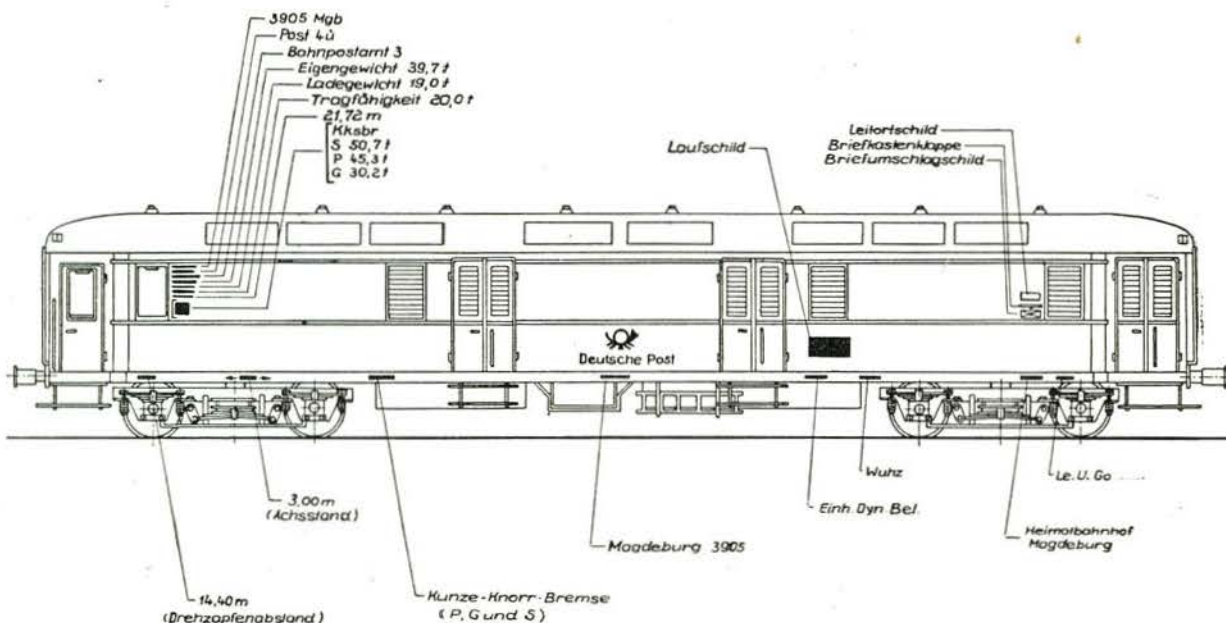 3905 Mgb
Post 4ü
Bahnpostamt 3
Eigengewicht 39,7 t
Ladegewicht 19,0 t
Tragfähigkeit 20,0 t
21,72 m
Kksbr
S 50,7 t
P 45,3 t
G 30,2 t
Laufschild
Leitortschild
Briefkastenklappe
Briefumschlagschild
Deutsche Post
3,00 m
(Achsstand)
14,40 m
(Drehzapfenabstand)
Kunze-Knorr-Bremse
(P, G und S)
Magdeburg 3905
Einh. Dyn. Bel.
Wuhz
Le. U. Go
Heimatbahnhof
Magdeburg